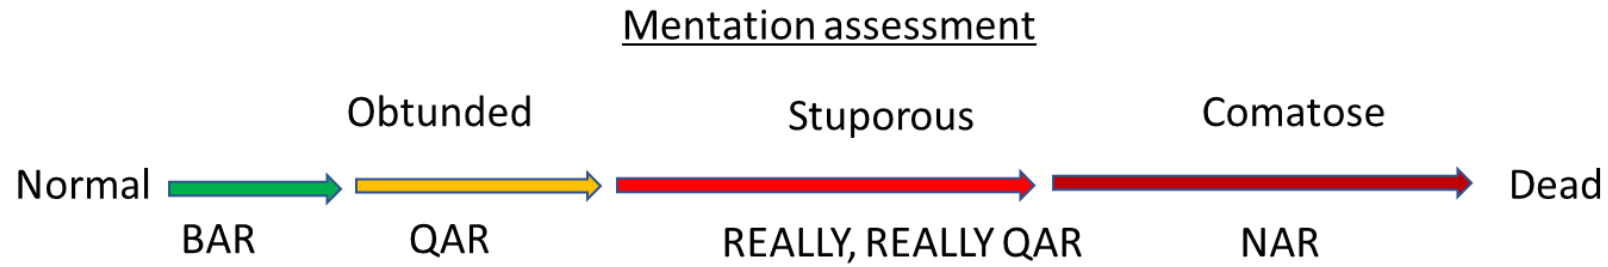 Mentation assessment
Obtunded Stuporous Comatose
Normal Dead
BAR QAR REALLY, REALLY QAR NAR